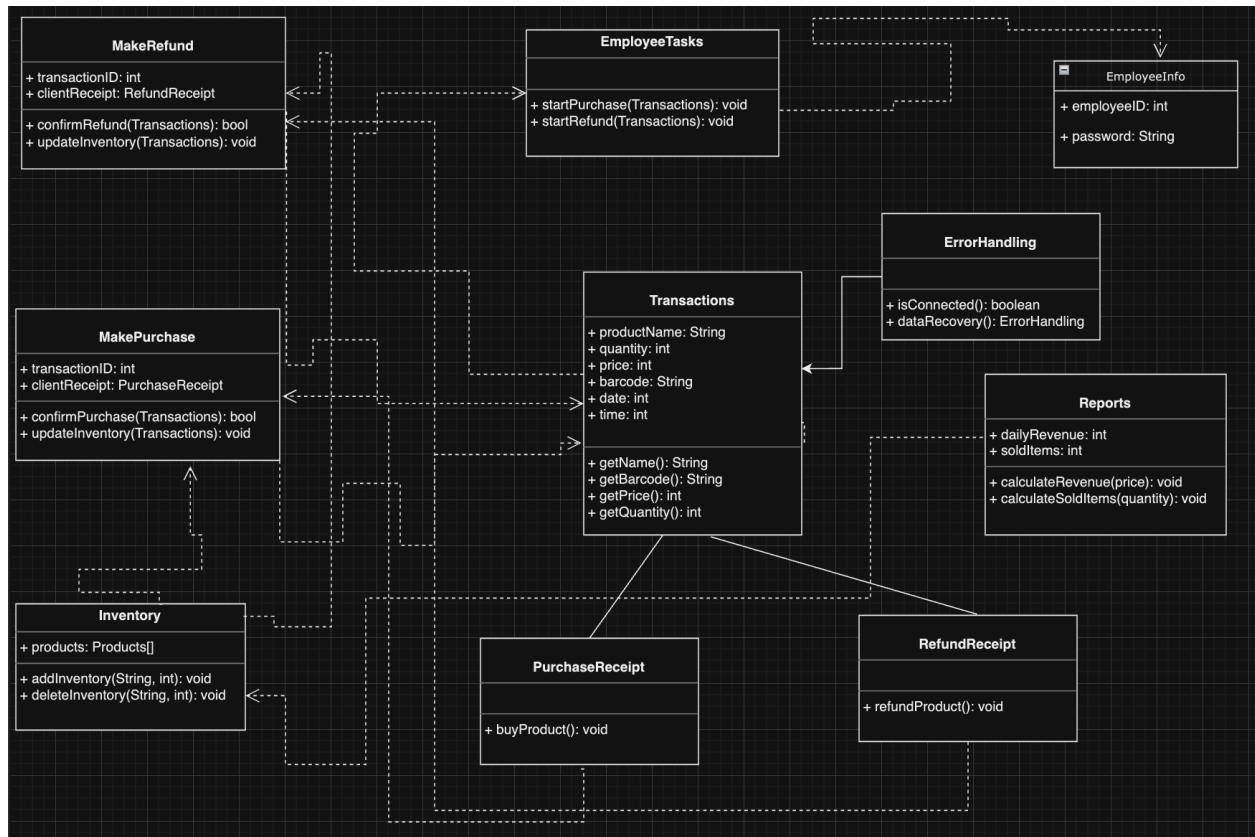 MakeRefund
+ transactionID: int
+ clientReceipt: RefundReceipt
+ confirmRefund(Transactions): bool
+ updateInventory(Transactions): void
EmployeeTasks
+ startPurchase(Transactions): void
+ startRefund(Transactions): void
EmployeeInfo
+ employeeID: int
+ password: String
ErrorHandling
+ isConnected(): boolean
+ dataRecovery(): ErrorHandling
Transactions
+ productName: String
+ quantity: int
+ price: int
+ barcode: String
+ date: int
+ time: int
+ getName(): String
+ getBarcode(): String
+ getPrice(): int
+ getQuantity(): int
MakePurchase
+ transactionID: int
+ clientReceipt: PurchaseReceipt
+ confirmPurchase(Transactions): bool
+ updateInventory(Transactions): void
Reports
+ dailyRevenue: int
+ soldItems: int
+ calculateRevenue(price): void
+ calculateSoldItems(quantity): void
Inventory
+ products: Products[]
+ addInventory(String, int): void
+ deleteInventory(String, int): void
PurchaseReceipt
+ buyProduct(): void
RefundReceipt
+ refundProduct(): void